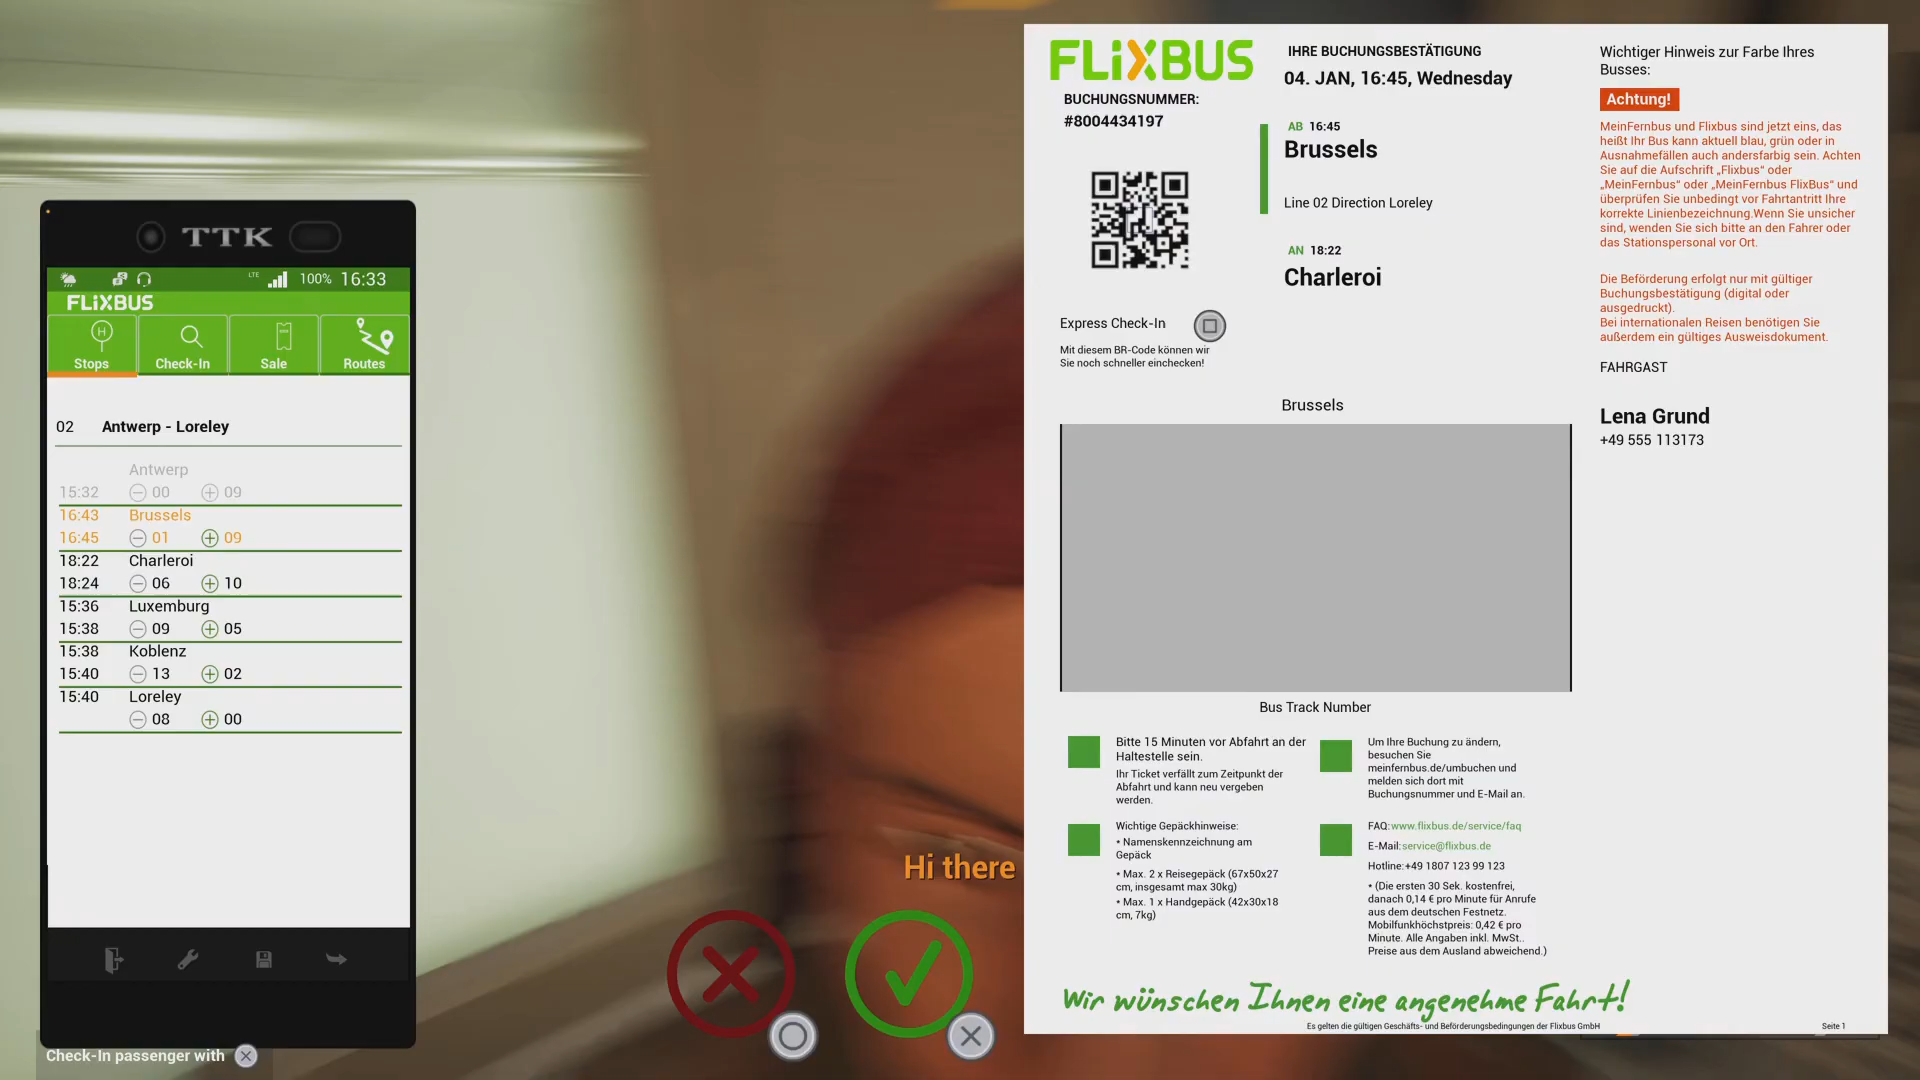 TTK
LTE 100% 16:33
FLiXBUS
Stops Check-In Sale Routes
02 Antwerp - Loreley
Antwerp
15:32 00 09
16:43 Brussels
16:45 01 09
18:22 Charleroi
18:24 06 10
15:36 Luxemburg
15:38 09 05
15:38 Koblenz
15:40 13 02
15:40 Loreley
08 00
Check-In passenger with
Hi there
FLiXBUS
BUCHUNGSNUMMER:
#8004434197
Express Check-In
Mit diesem BR-Code können wir
Sie noch schneller einchecken!
IHRE BUCHUNGSBESTÄTIGUNG
04. JAN, 16:45, Wednesday
AB 16:45
Brussels
Line 02 Direction Loreley
AN 18:22
Charleroi
Wichtiger Hinweis zur Farbe Ihres
Busses:
Achtung!
MeinFernbus und Flixbus sind jetzt eins, das
heißt Ihr Bus kann aktuell blau, grün oder in
Ausnahmefällen auch andersfarbig sein. Achten
Sie auf die Aufschrift „Flixbus“ oder
„MeinFernbus“ oder „MeinFernbus FlixBus“ und
überprüfen Sie unbedingt vor Fahrtantritt Ihre
korrekte Linienbezeichnung.Wenn Sie unsicher
sind, wenden Sie sich bitte an den Fahrer oder
das Stationspersonal vor Ort.
Die Beförderung erfolgt nur mit gültiger
Buchungsbestätigung (digital oder
ausgedruckt).
Bei internationalen Reisen benötigen Sie
außerdem ein gültiges Ausweisdokument.
FAHRGAST
Lena Grund
+49 555 113173
Brussels
Bus Track Number
Bitte 15 Minuten vor Abfahrt an der
Haltestelle sein.
Ihr Ticket verfällt zum Zeitpunkt der
Abfahrt und kann neu vergeben
werden.
Wichtige Gepäckhinweise:
* Namenskennzeichnung am
Gepäck
* Max. 2 x Reisegepäck (67x50x27
cm, insgesamt max 30kg)
* Max. 1 x Handgepäck (42x30x18
cm, 7kg)
Um Ihre Buchung zu ändern,
besuchen Sie
meinfernbus.de/umbuchen und
melden sich dort mit
Buchungsnummer und E-Mail an.
FAQ:www.flixbus.de/service/faq
E-Mail:service@flixbus.de
Hotline:+49 1807 123 99 123
* (Die ersten 30 Sek. kostenfrei,
danach 0,14 € pro Minute für Anrufe
aus dem deutschen Festnetz.
Mobilfunkhöchstpreis: 0,42 € pro
Minute. Alle Angaben inkl. MwSt..
Preise aus dem Ausland abweichend.)
Wir wünschen Ihnen eine angenehme Fahrt!
Es gelten die gültigen Geschäfts- und Beförderungsbedingungen der Flixbus GmbH
Seite 1